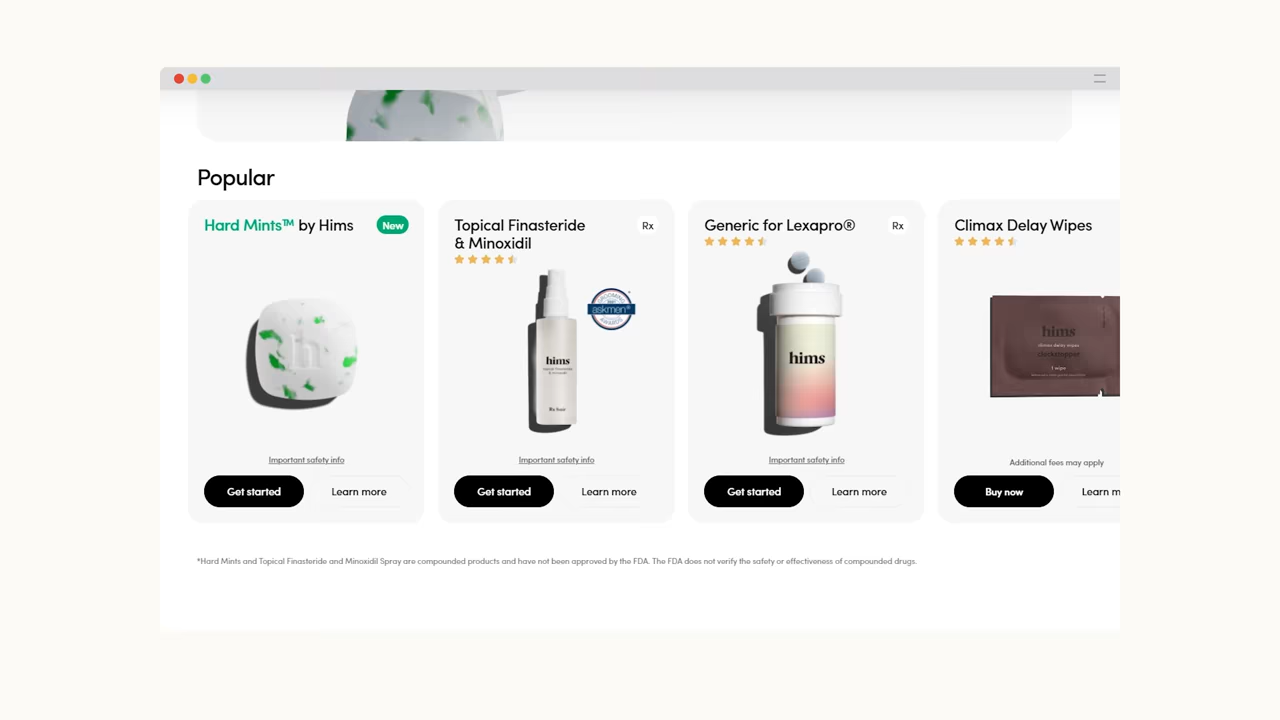 Popular
Hard Mints™ by Hims
New
Important safety info
Get started
Learn more
Topical Finasteride
& Minoxidil
Rx
askmen
hims
Important safety info
Get started
Learn more
Generic for Lexapro®
Rx
hims
Important safety info
Get started
Learn more
Climax Delay Wipes
hims
climax delay wipes
1 wipe
Additional fees may apply
Buy now
Learn m
*Hard Mints and Topical Finasteride and Minoxidil Spray are compounded products and have not been approved by the FDA. The FDA does not verify the safety or effectiveness of compounded drugs.